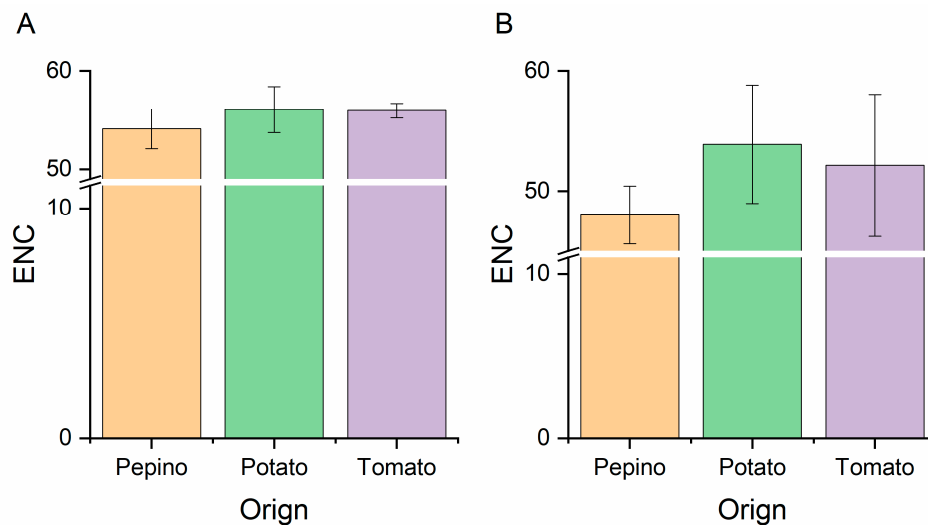 A
60
50
10
0
ENC
Pepino Potato Tomato
Orign
B
60
50
10
0
ENC
Pepino Potato Tomato
Orign